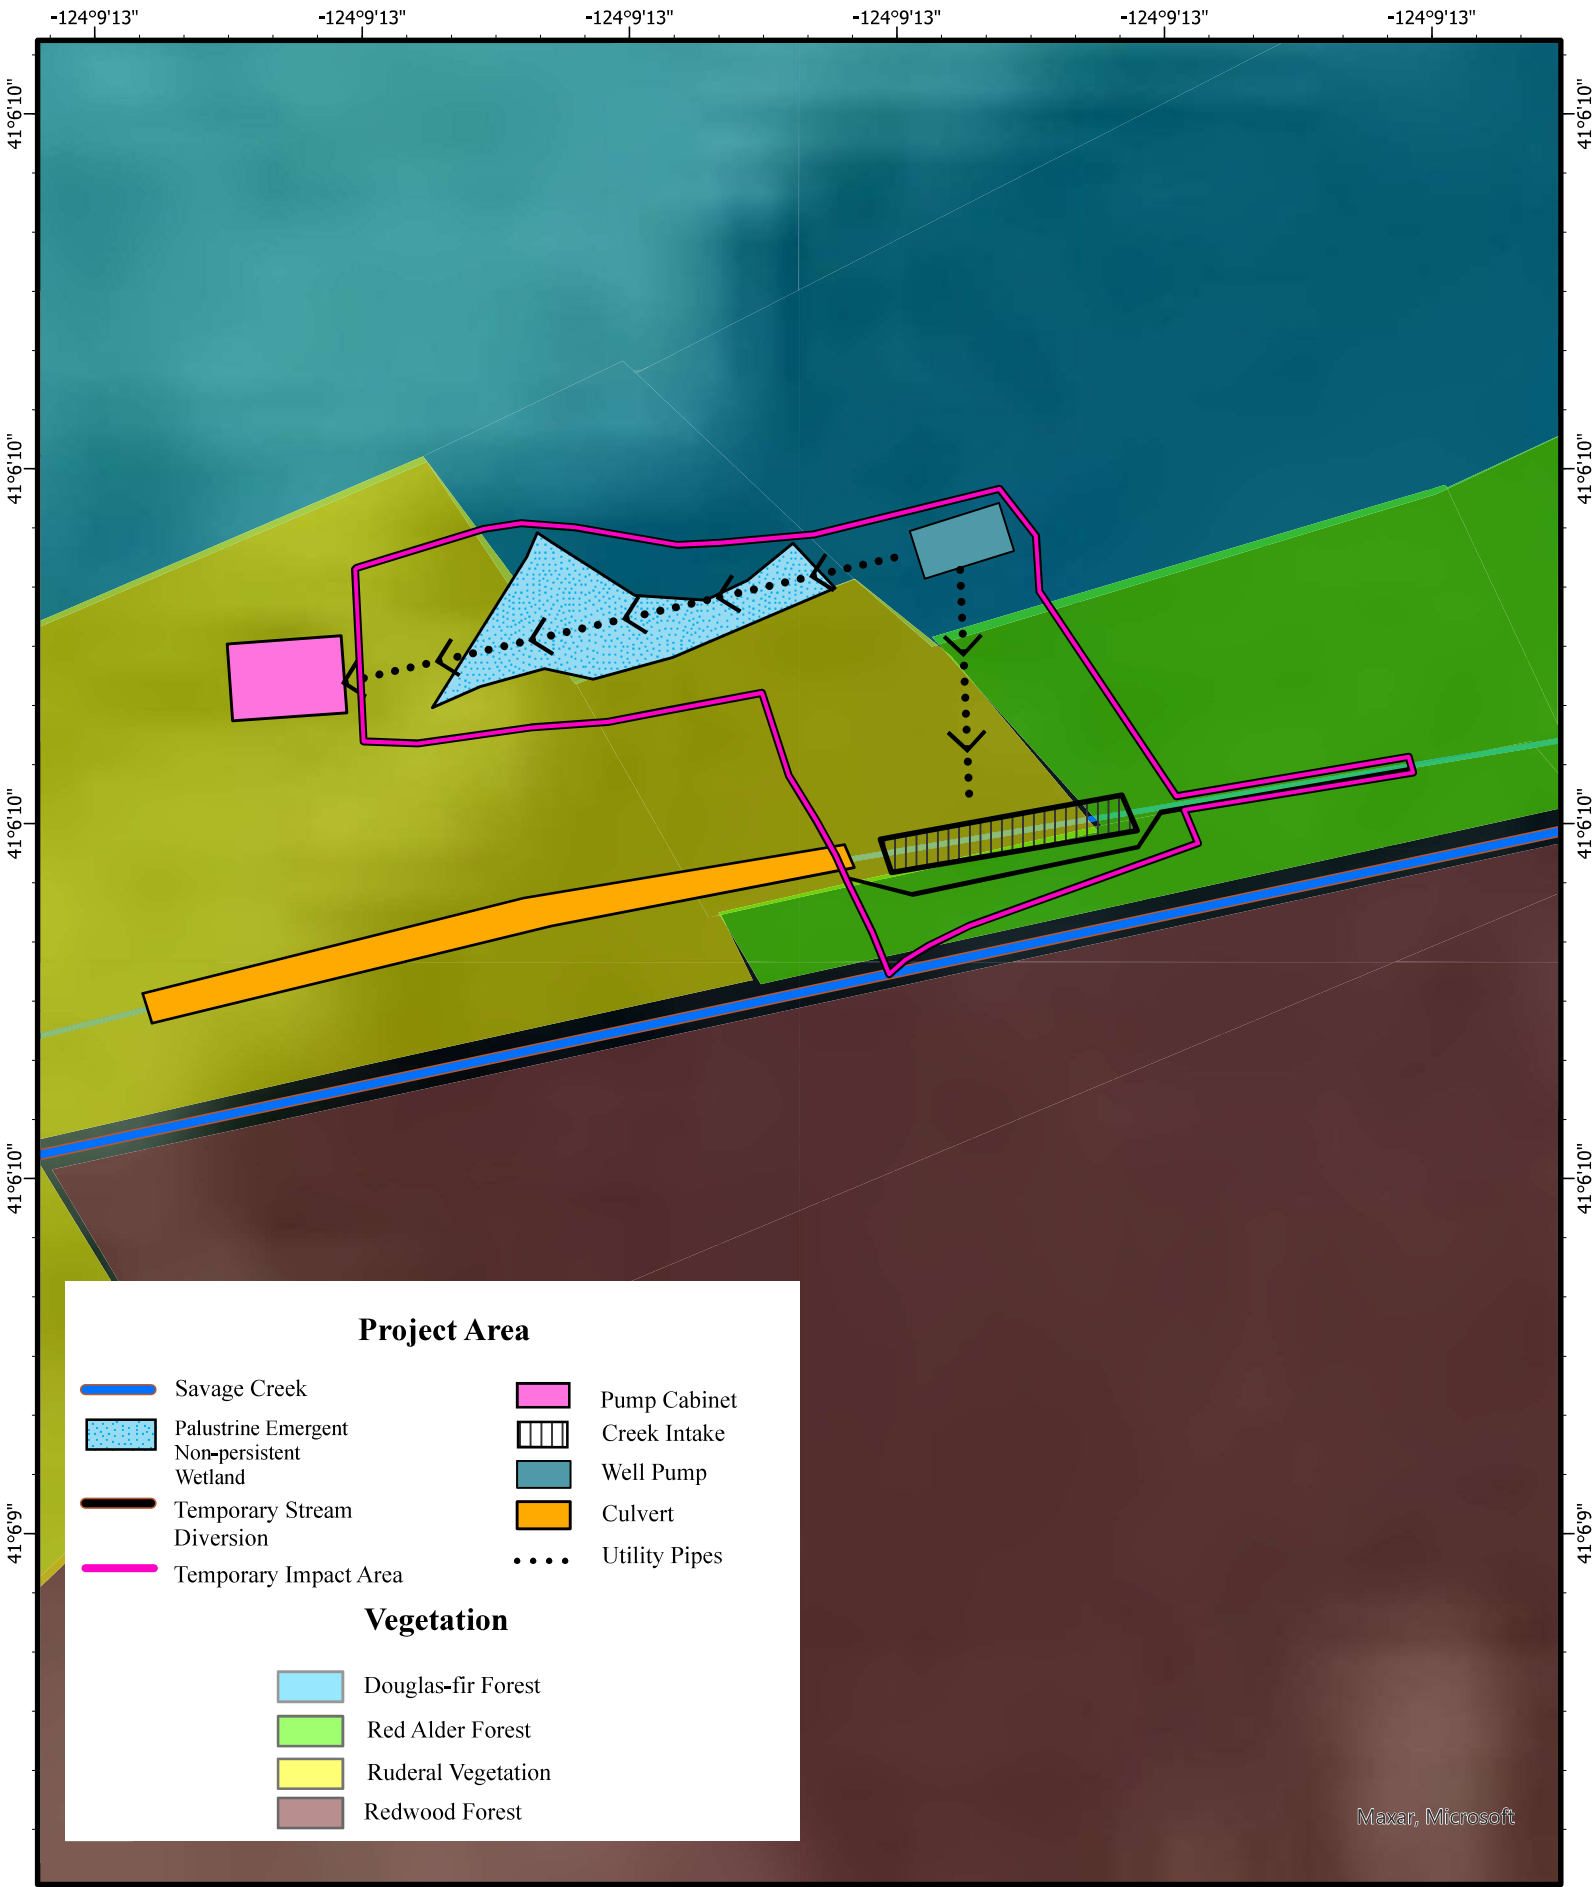 -124°9'13" -124°9'13" -124°9'13" -124°9'13" -124°9'13" -124°9'13"
41°6'10" 41°6'10"
41°6'10" 41°6'10"
41°6'10" 41°6'10"
41°6'10" 41°6'10"
41°6'9" 41°6'9"
Project Area
Savage Creek
Palustrine Emergent
Non-persistent
Wetland
Temporary Stream
Diversion
Temporary Impact Area
Pump Cabinet
Creek Intake
Well Pump
Culvert
Utility Pipes
Vegetation
Douglas-fir Forest
Red Alder Forest
Ruderal Vegetation
Redwood Forest
Maxar, Microsoft